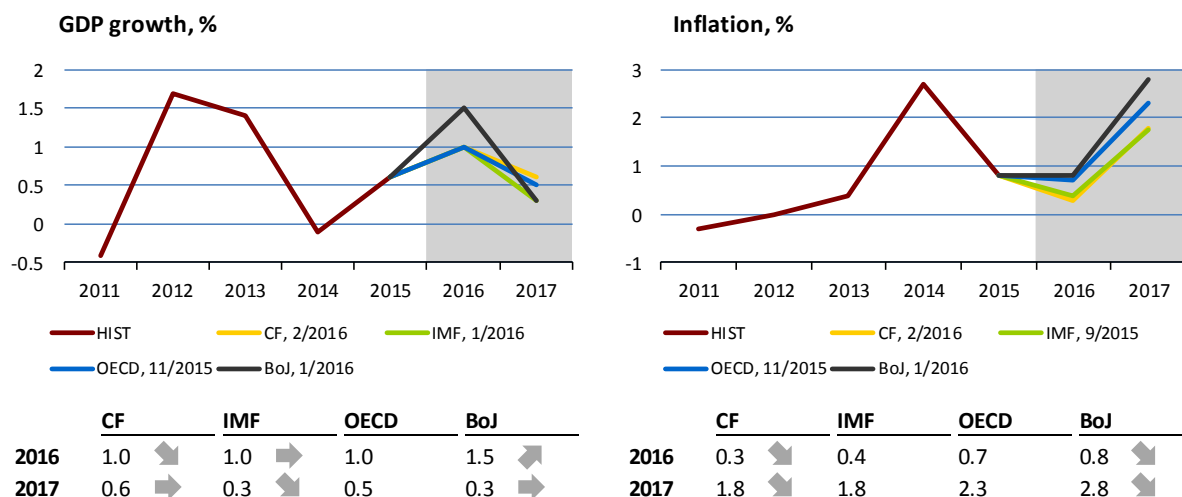 GDP growth, %
2
1.5
1
0.5
0
-0.5
2011 2012 2013 2014 2015 2016 2017
HIST CF, 2/2016 IMF, 1/2016
OECD, 11/2015 BoJ, 1/2016
CF IMF OECD BoJ
2016 1.0 1.0 1.0 1.5
2017 0.6 0.3 0.5 0.3
Inflation, %
3
2
1
0
-1
2011 2012 2013 2014 2015 2016 2017
HIST CF, 2/2016 IMF, 9/2015
OECD, 11/2015 BoJ, 1/2016
CF IMF OECD BoJ
2016 0.3 0.4 0.7 0.8
2017 1.8 1.8 2.3 2.8